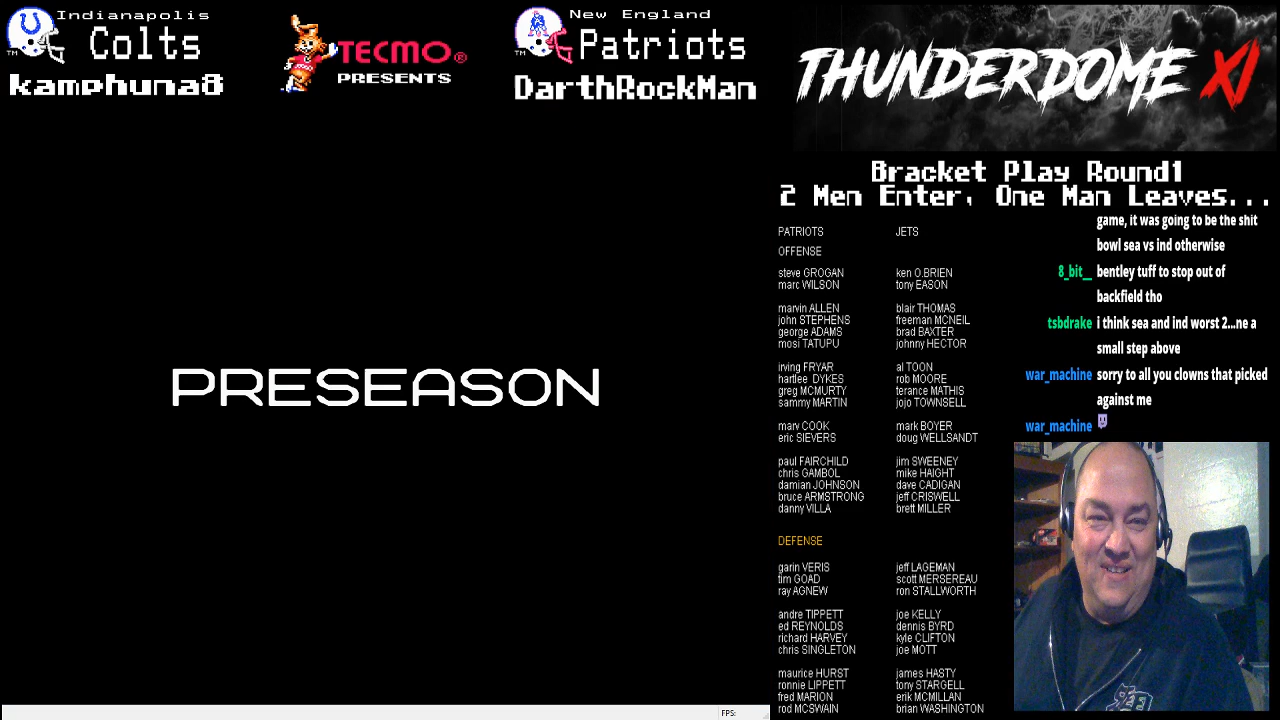 Indianapolis
Colts
kamphuna8
TECMO®
PRESENTS
New England
Patriots
DarthRockMan
THUNDERDOME XI
Bracket Play Round1
2 Men Enter, One Man Leaves...
PRESEASON
PATRIOTS JETS
OFFENSE
steve GROGAN ken O.BRIEN
marc WILSON tony EASON
marvin ALLEN blair THOMAS
john STEPHENS freeman MCNEIL
george ADAMS brad BAXTER
mosi TATUPU johnny HECTOR
irving FRYAR al TOON
hartlee DYKES rob MOORE
greg MCMURTY terance MATHIS
sammy MARTIN jojo TOWNSELL
marv COOK mark BOYER
eric SIEVERS doug WELLSANDT
paul FAIRCHILD jim SWEENEY
chris GAMBOL mike HAIGHT
damian JOHNSON dave CADIGAN
bruce ARMSTRONG jeff CRISWELL
danny VILLA brett MILLER
DEFENSE
garin VERIS jeff LAGEMAN
tim GOAD scott MERSEREAU
ray AGNEW ron STALLWORTH
andre TIPPETT joe KELLY
ed REYNOLDS dennis BYRD
richard HARVEY kyle CLIFTON
chris SINGLETON joe MOTT
maurice HURST james HASTY
ronnie LIPPETT tony STARGELL
fred MARION erik MCMILLAN
rod MCSWAIN brian WASHINGTON
game, it was going to be the shit
bowl sea vs ind otherwise
8_bit__ bentley tuff to stop out of
backfield tho
tsbdrake i think sea and ind worst 2...ne a
small step above
war_machine sorry to all you clowns that picked
against me
war_machine
FPS: